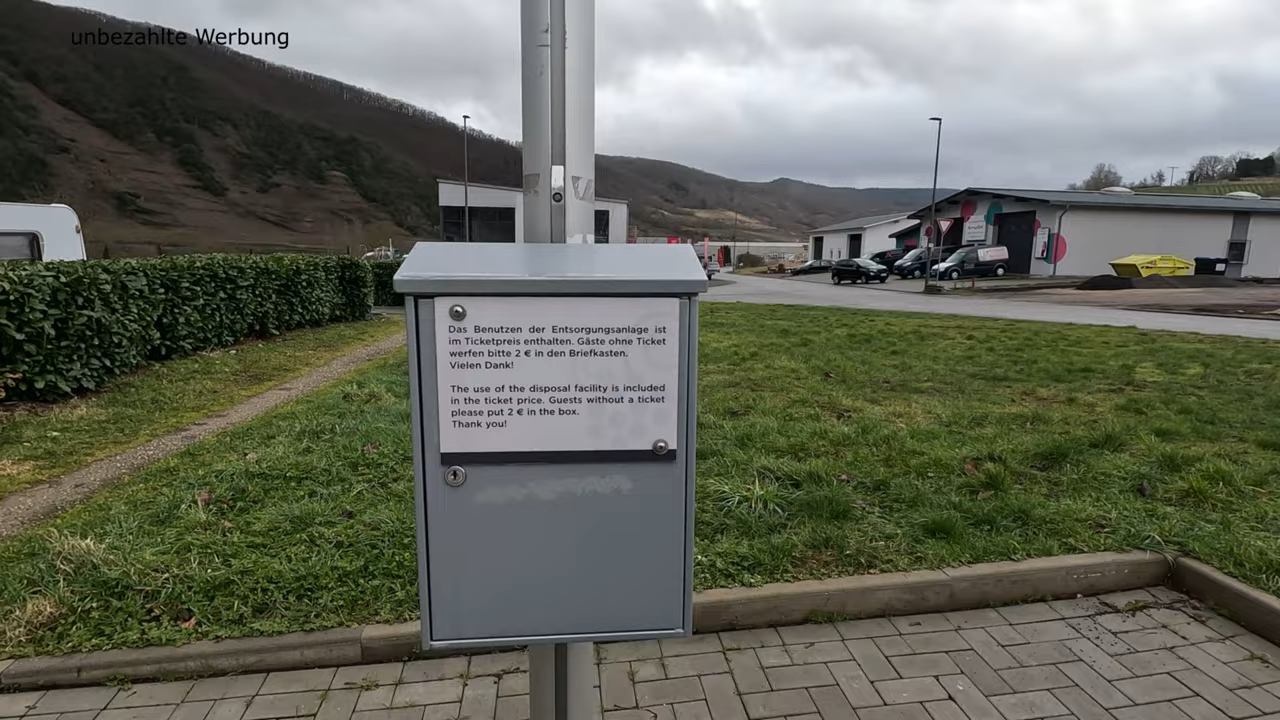 unbezahlte Werbung
Das Benutzen der Entsorgungsanlage ist
im Ticketpreis enthalten. Gäste ohne Ticket
werfen bitte 2 € in den Briefkasten.
Vielen Dank!
The use of the disposal facility is included
in the ticket price. Guests without a ticket
please put 2 € in the box.
Thank you!